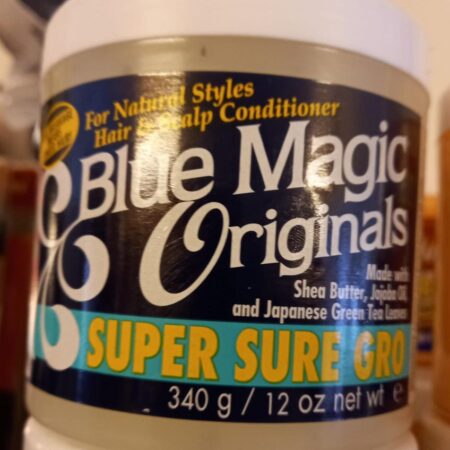 For Natural Styles
Hair & Scalp Conditioner
Blue Magic
Originals
Made with
Shea Butter, Jojoba Oil,
and Japanese Green Tea Leaves
SUPER SURE GRO
340 g / 12 oz net wt e